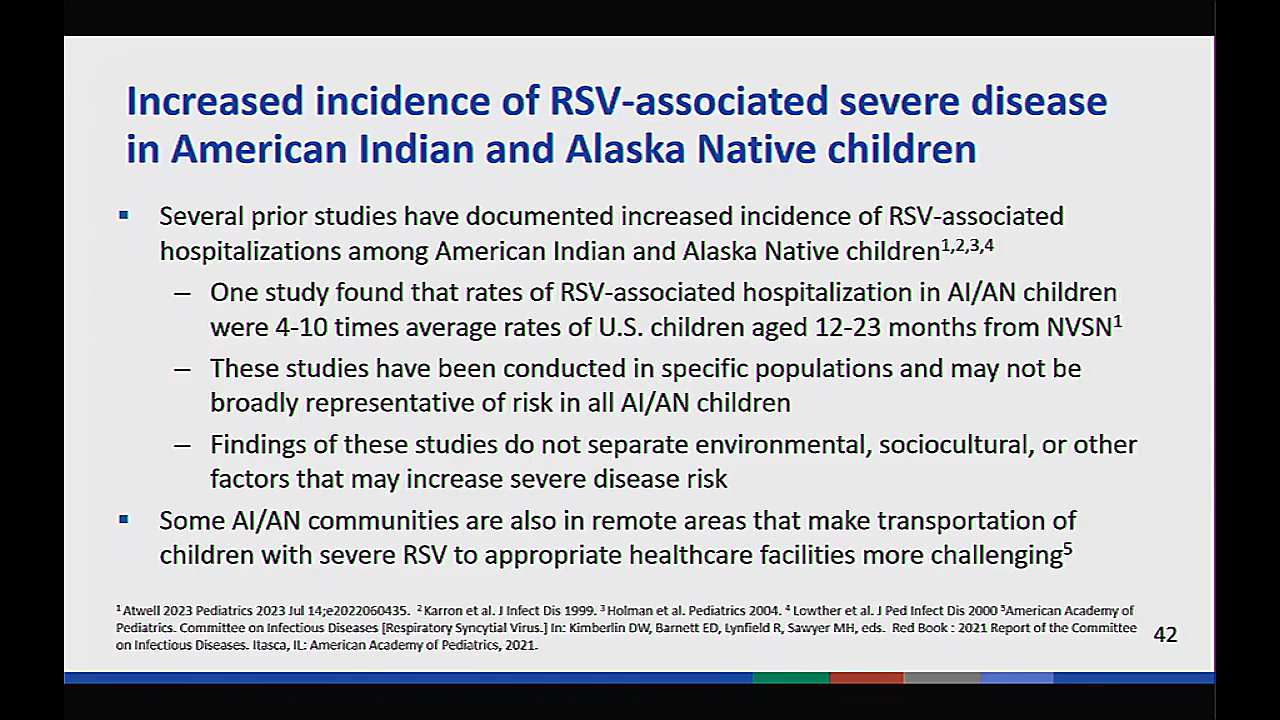 Increased incidence of RSV-associated severe disease
in American Indian and Alaska Native children
▪ Several prior studies have documented increased incidence of RSV-associated
hospitalizations among American Indian and Alaska Native children1,2,3,4
– One study found that rates of RSV-associated hospitalization in AI/AN children
were 4-10 times average rates of U.S. children aged 12-23 months from NVSN1
– These studies have been conducted in specific populations and may not be
broadly representative of risk in all AI/AN children
– Findings of these studies do not separate environmental, sociocultural, or other
factors that may increase severe disease risk
▪ Some AI/AN communities are also in remote areas that make transportation of
children with severe RSV to appropriate healthcare facilities more challenging5
1 Atwell 2023 Pediatrics 2023 Jul 14;e2022060435. 2Karron et al. J Infect Dis 1999. 3Holman et al. Pediatrics 2004. 4 Lowther et al. J Ped Infect Dis 2000 5American Academy of
Pediatrics. Committee on Infectious Diseases [Respiratory Syncytial Virus.] In: Kimberlin DW, Barnett ED, Lynfield R, Sawyer MH, eds. Red Book : 2021 Report of the Committee
on Infectious Diseases. Itasca, IL: American Academy of Pediatrics, 2021.
42